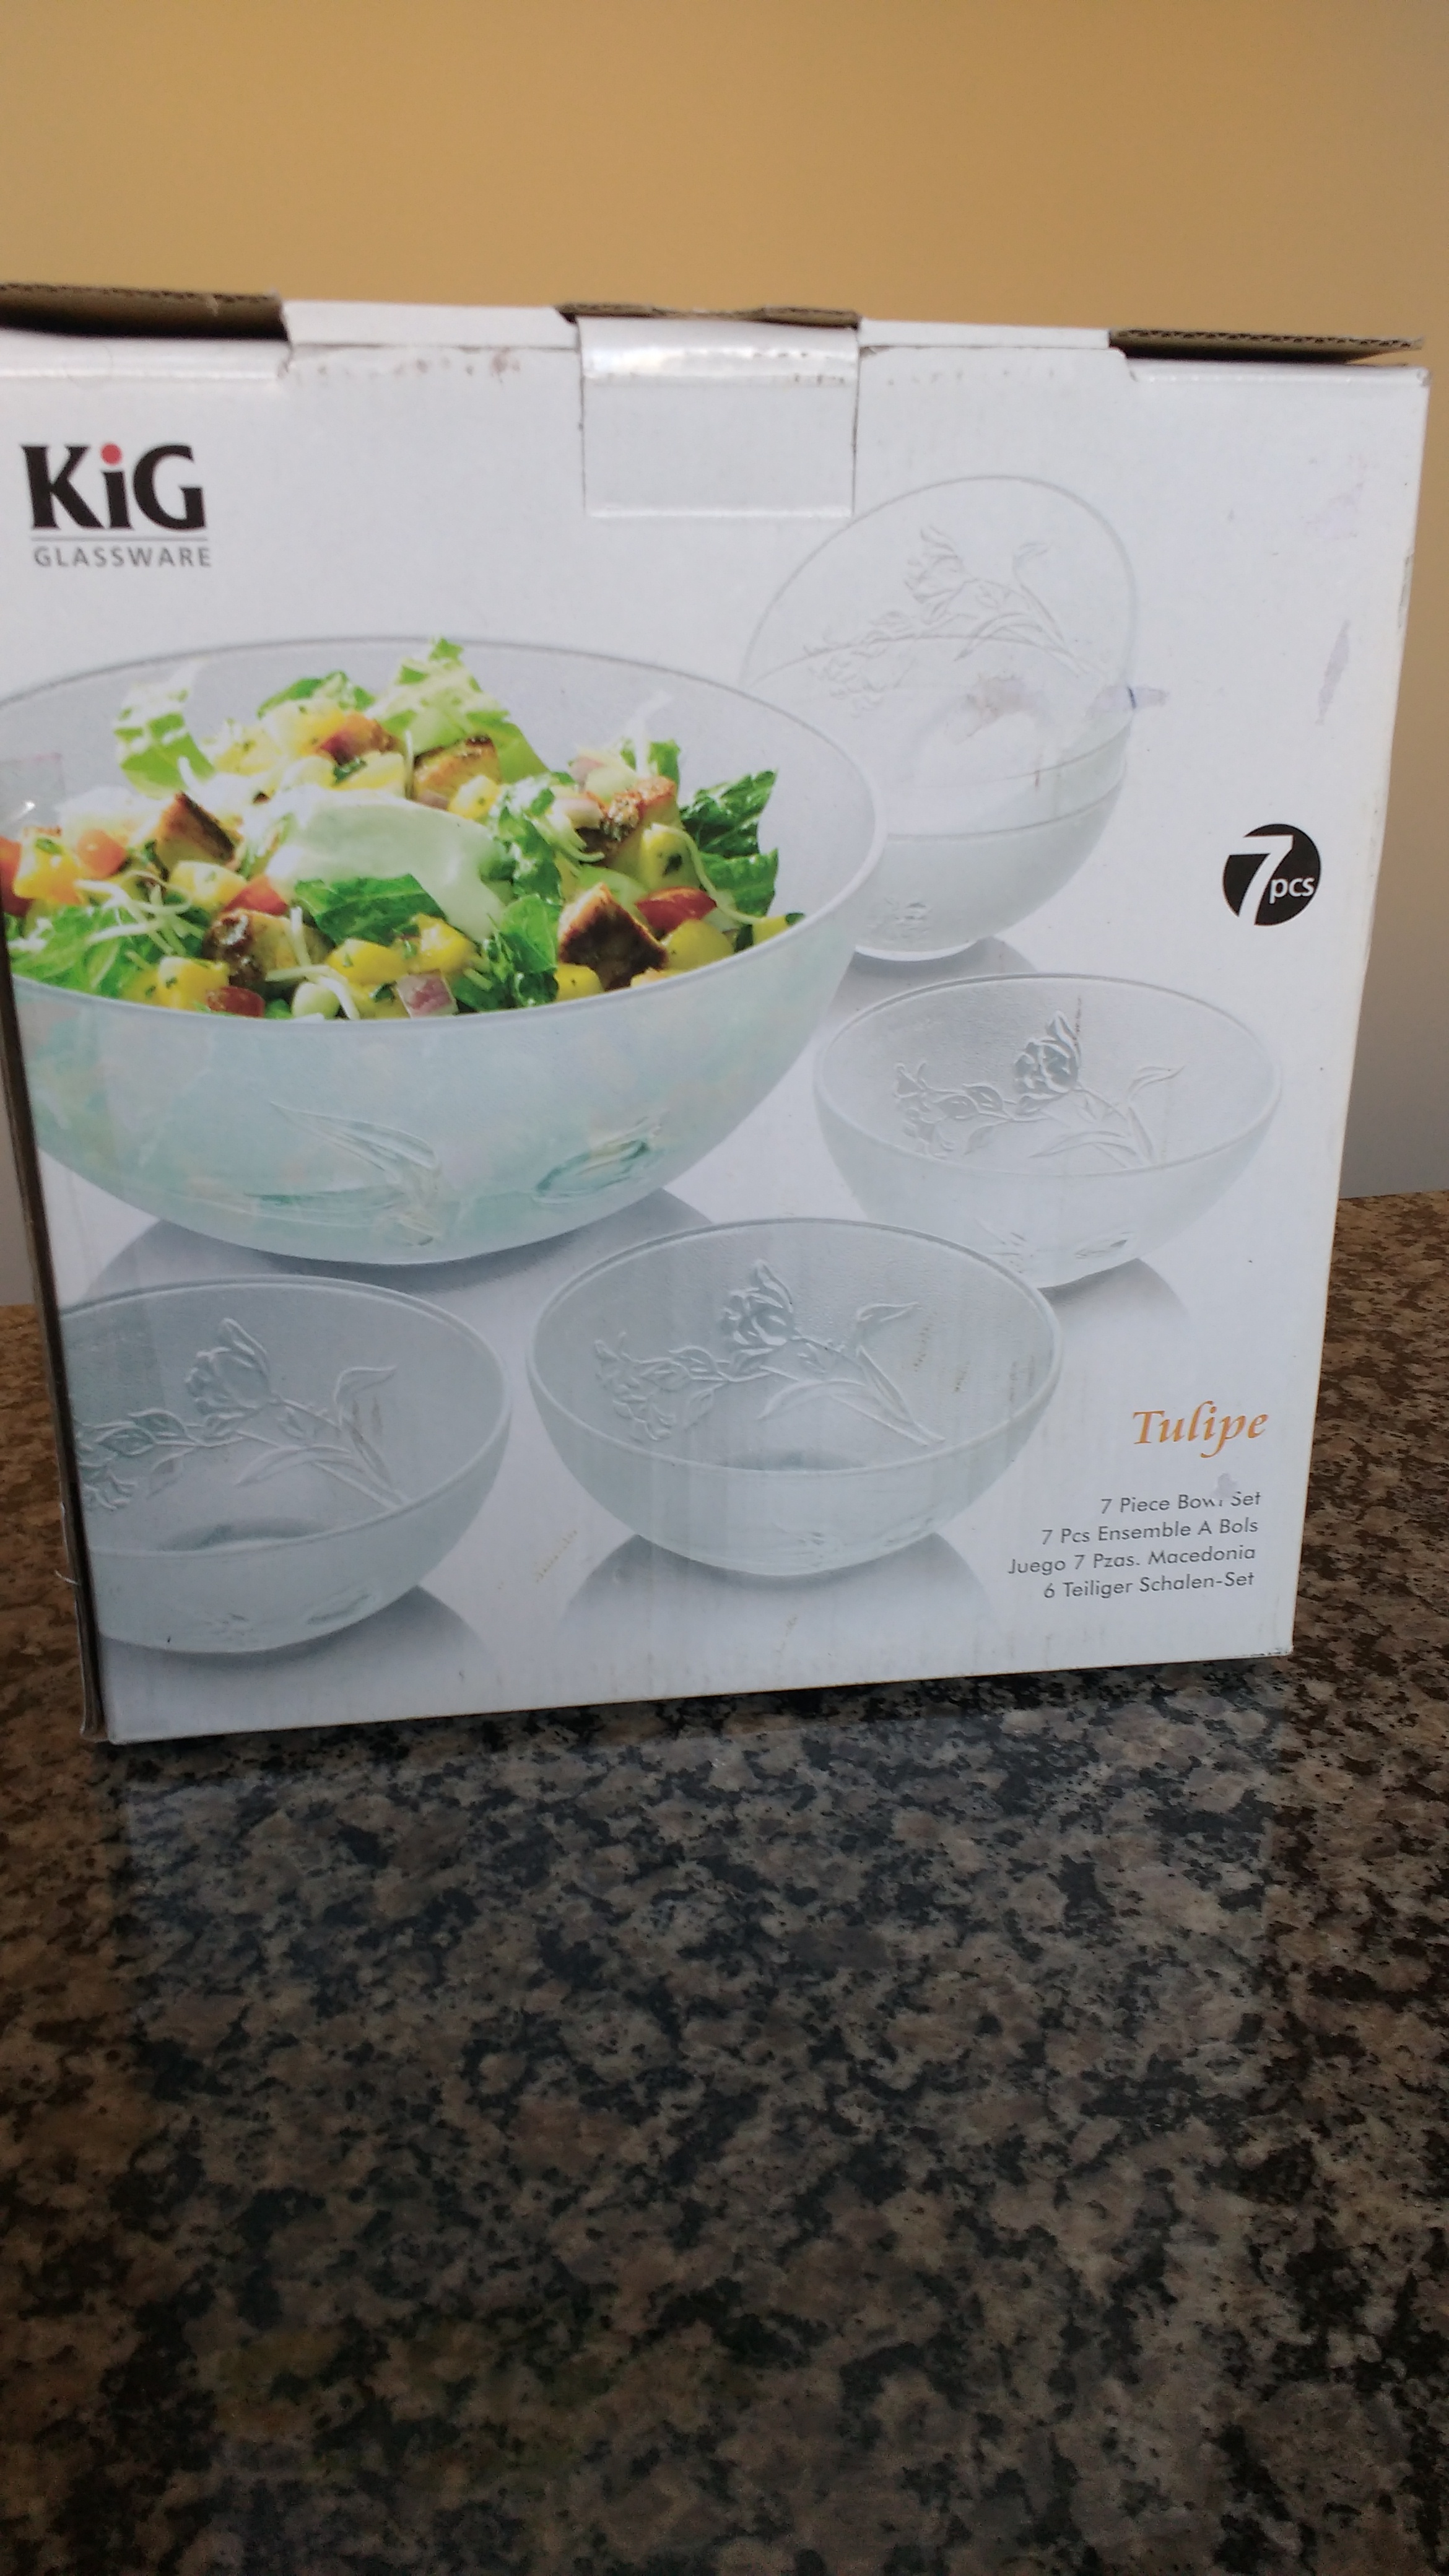 KiG
GLASSWARE
7pcs
Tulipe
7 Piece Bowl Set
7 Pcs Ensemble A Bols
Juego 7 Pzas. Macedonia
6 Teiliger Schalen-Set